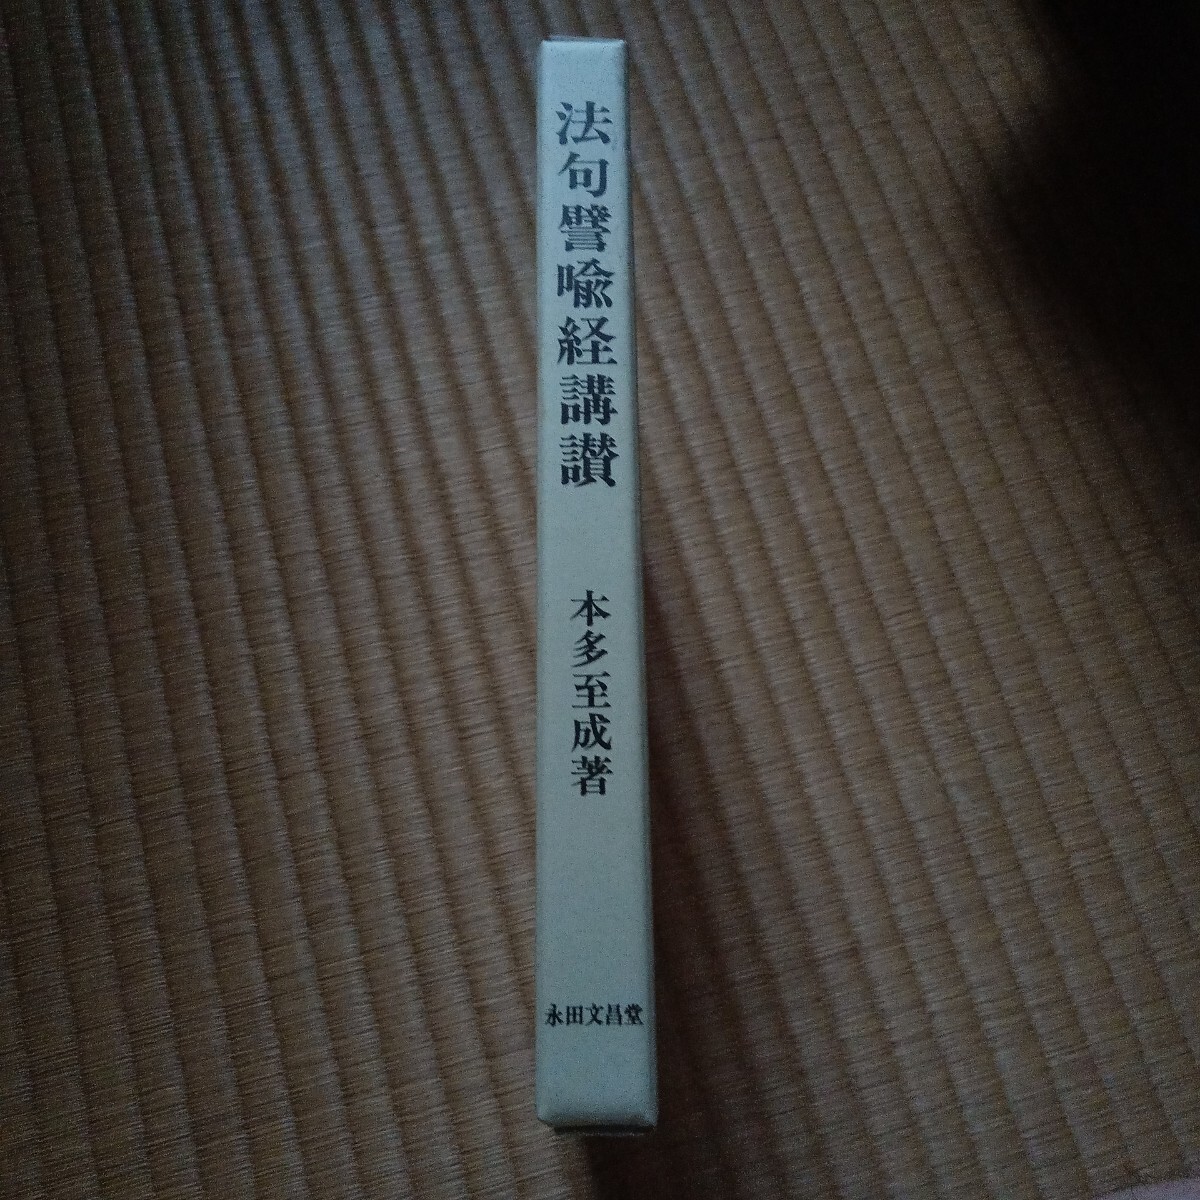 法句譬喩経講讃
本多至成著
永田文昌堂